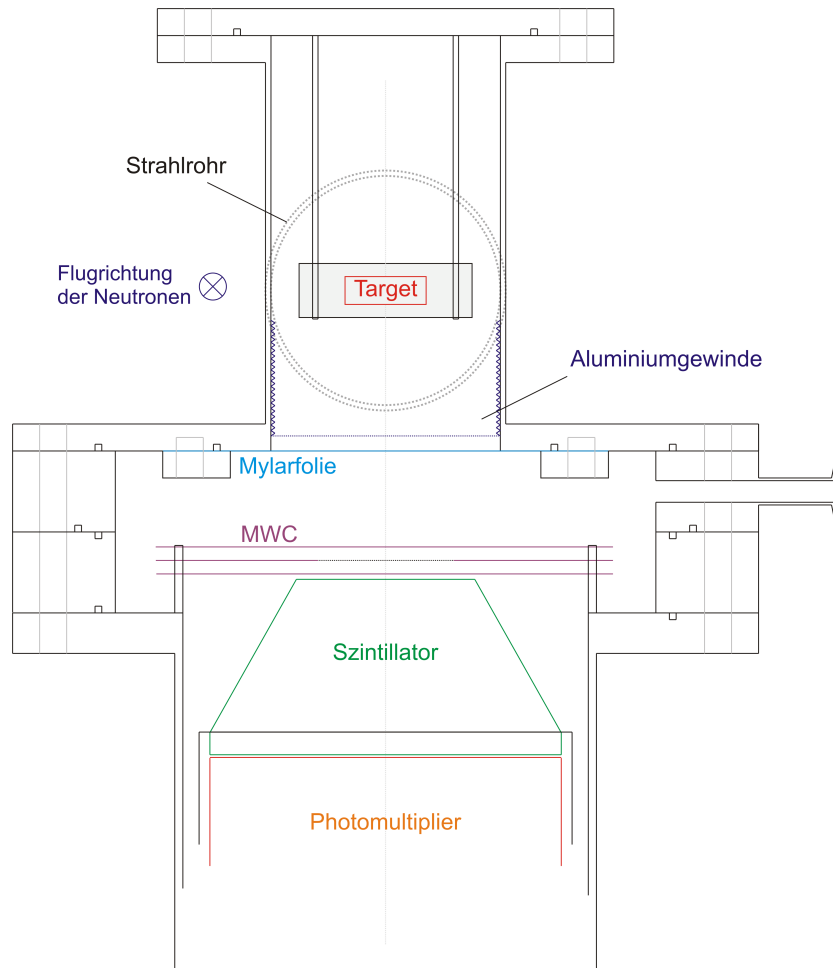 Strahlrohr
Flugrichtung
der Neutronen
Target
Aluminiumgewinde
Mylarfolie
MWC
Szintillator
Photomultiplier